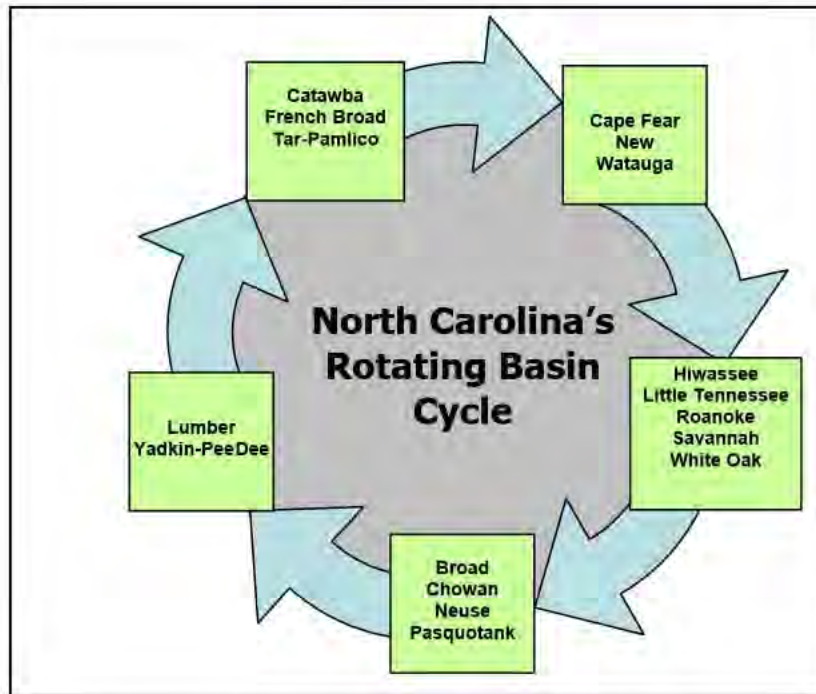 Catawba
French Broad
Tar-Pamlico
Cape Fear
New
Watauga
North Carolina's
Rotating Basin
Cycle
Hiwassee
Little Tennessee
Roanoke
Savannah
White Oak
Lumber
Yadkin-PeeDee
Broad
Chowan
Neuse
Pasquotank